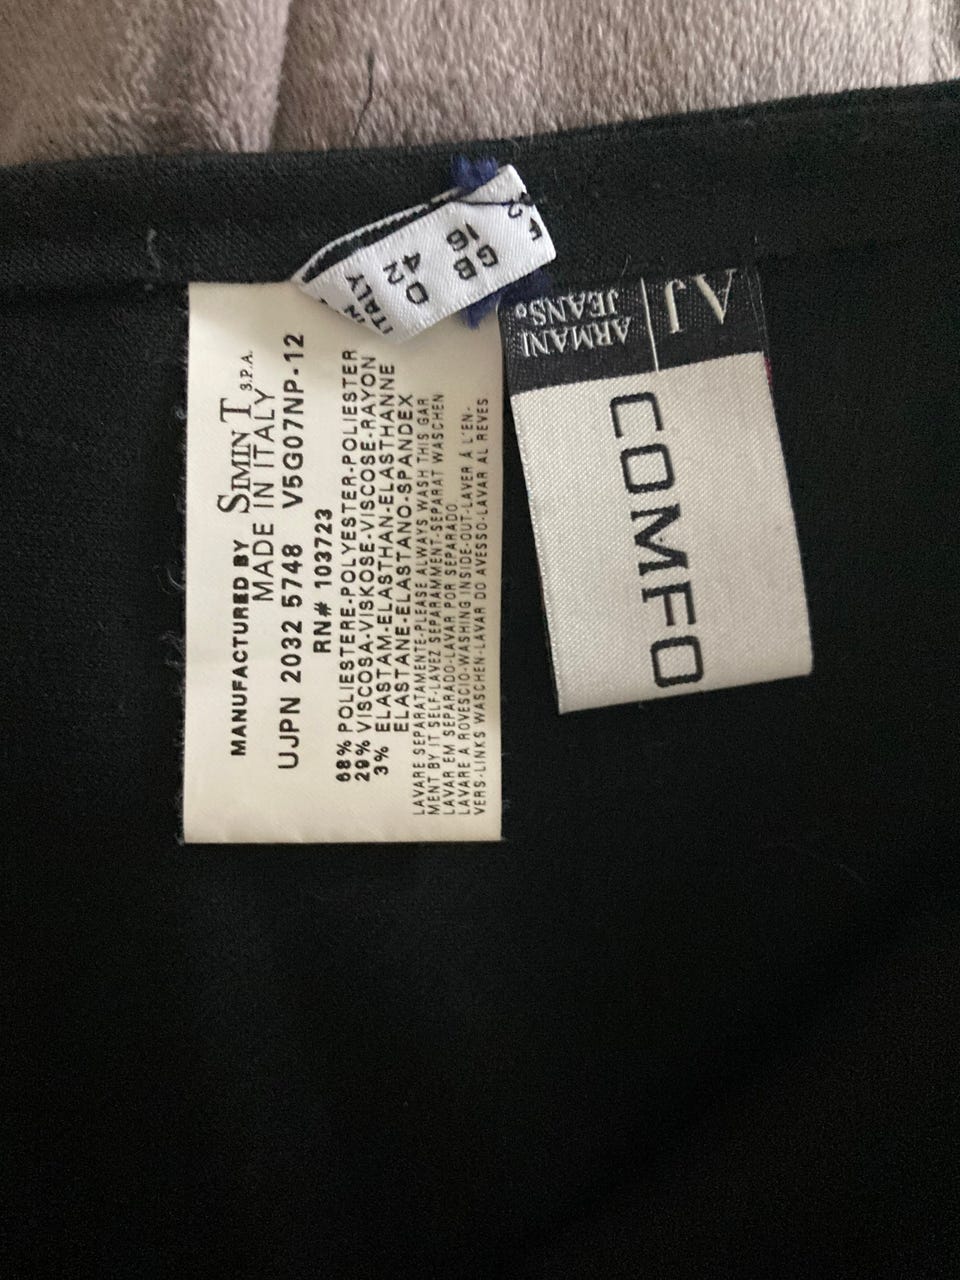 MANUFACTURED BY SIMINT S.P.A.
MADE IN ITALY
UJPN 2032 5748 V5G07NP-12
RN# 103723
68% POLIESTERE-POLYESTER-POLIESTER
29% VISCOSA-VISKOSE-VISCOSE-RAYON
3% ELASTAM-ELASTHAN-ELASTHANNE
ELASTANE-ELASTANO-SPANDEX
LAVARE SEPARATAMENTE-PLEASE ALWAYS WASH THIS GAR
MENT BY IT SELF-LAVEZ SEPARAMMENT-SEPARAT WASCHEN
LAVAR EM SEPARADO-LAVAR POR SEPARADO
LAVARE A ROVESCIO-WASHING INSIDE-OUT-LAVER À L'EN-
VERS-LINKS WASCHEN-LAVAR DO AVESSO-LAVAR AL REVES
GB
16
D
42
IN
ITALY
AJ
ARMANI
JEANS
COMFO